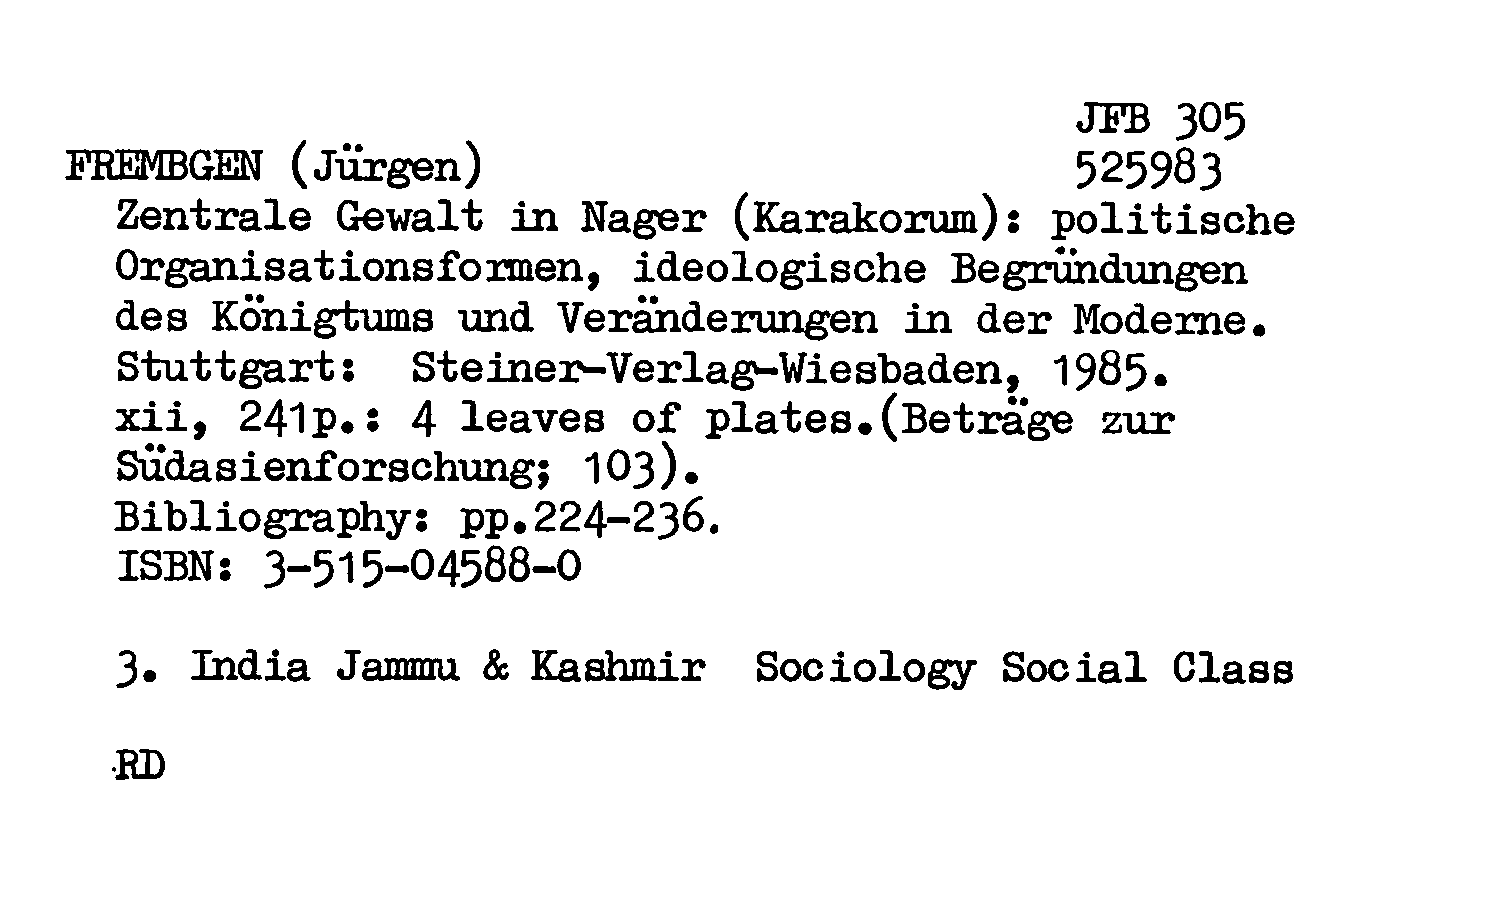 JFB 305
FREMBGEN (Jürgen) 525983
Zentrale Gewalt in Nager (Karakorum): politische
Organisationsformen, ideologische Begründungen
des Königtums und Veränderungen in der Moderne.
Stuttgart: Steiner-Verlag-Wiesbaden, 1985.
xii, 241p.: 4 leaves of plates.(Beträge zur
Südasienforschung; 103).
Bibliography: pp.224-236.
ISBN: 3-515-04588-0
3. India Jammu & Kashmir Sociology Social Class
RD